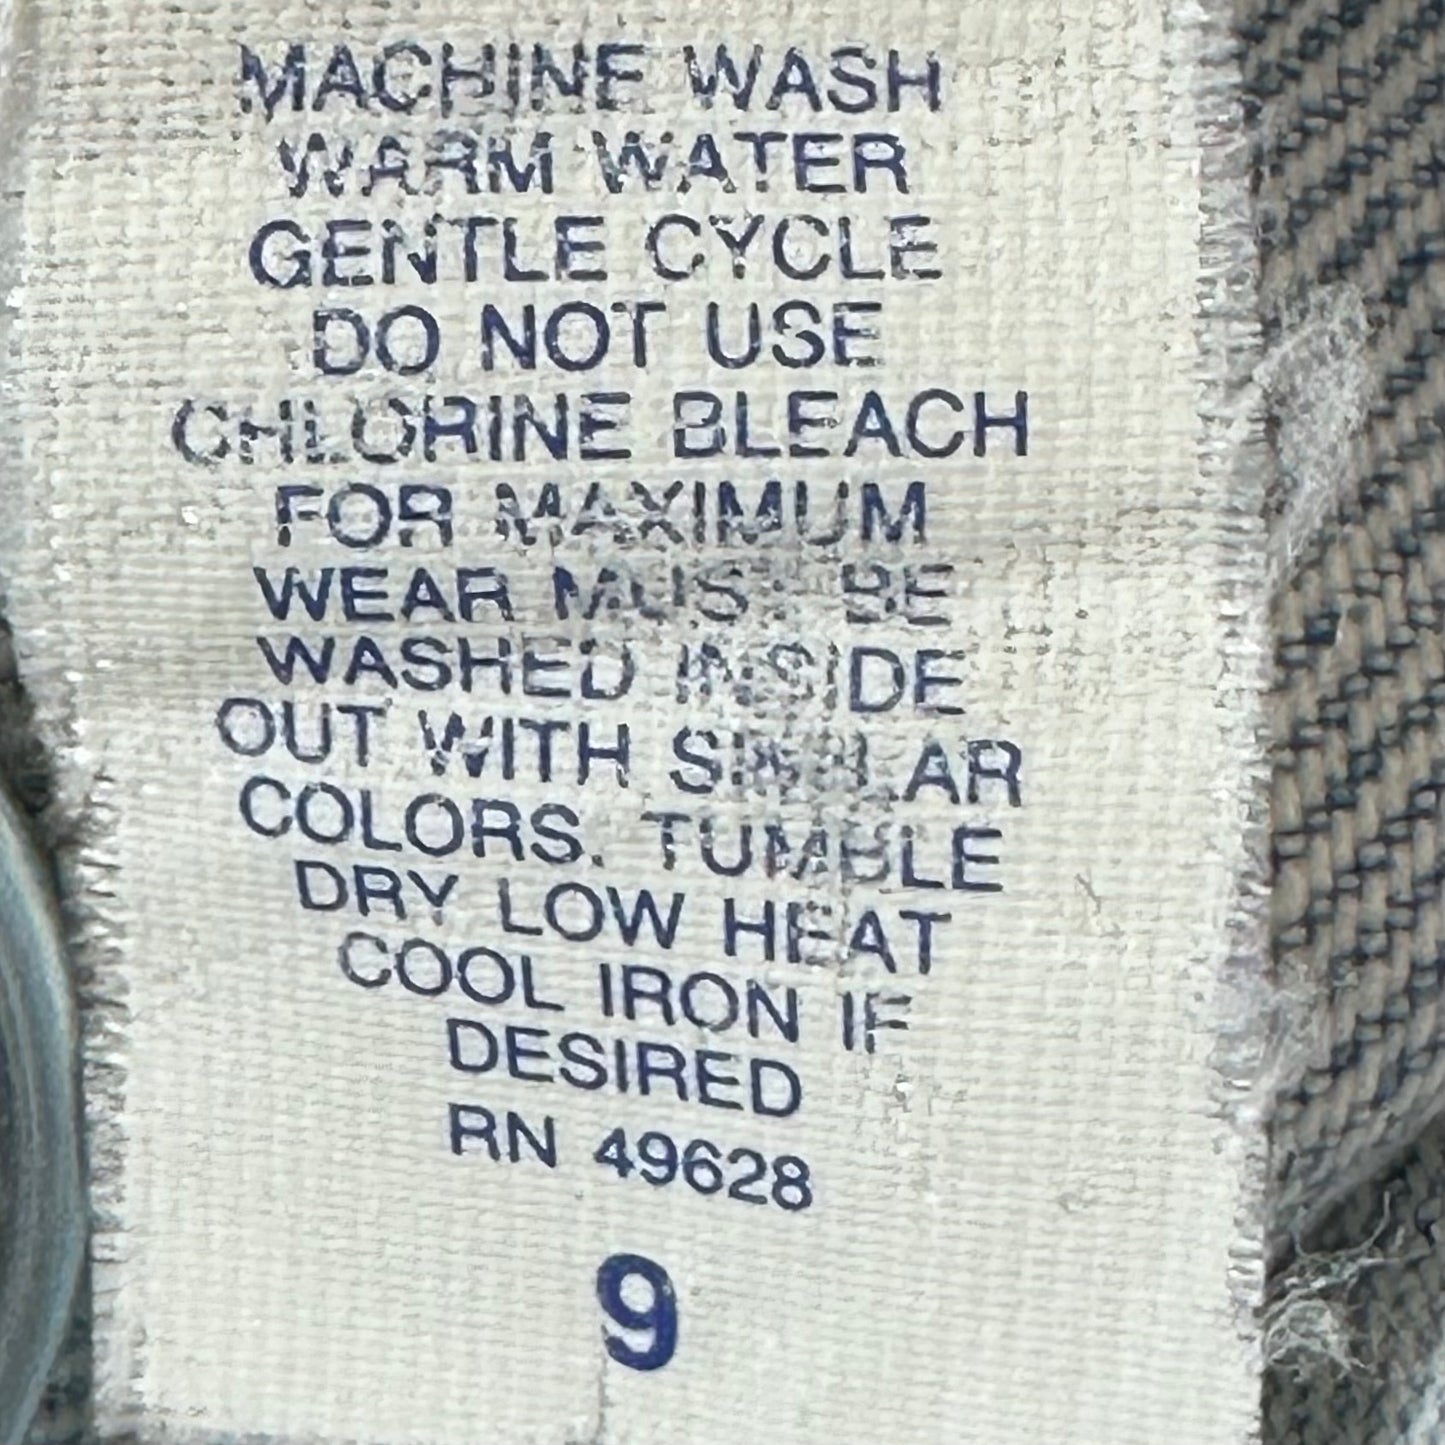 MACHINE WASH
WARM WATER
GENTLE CYCLE
DO NOT USE
CHLORINE BLEACH
FOR MAXIMUM
WEAR MUST BE
WASHED INSIDE
OUT WITH SIMILAR
COLORS. TUMBLE
DRY LOW HEAT
COOL IRON IF
DESIRED
RN 49628
9